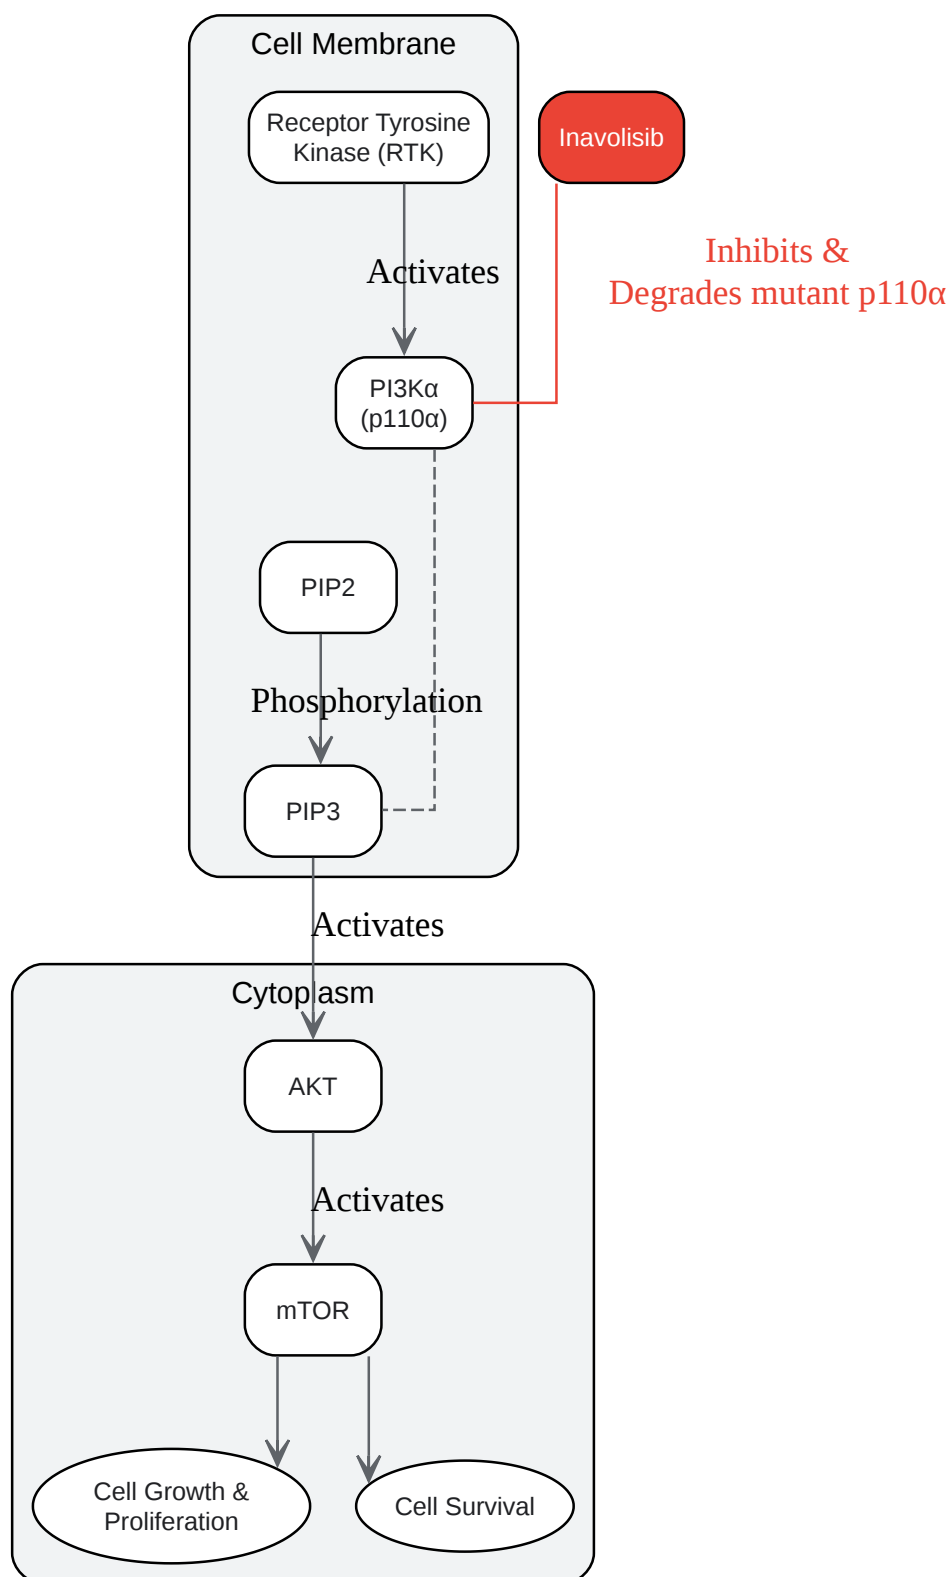 Cell Membrane
Receptor Tyrosine
Kinase (RTK)
Inavolisib
Inhibits &
Degrades mutant p110α
Activates
PI3Kα
(p110α)
PIP2
Phosphorylation
PIP3
Activates
Cytoplasm
AKT
Activates
mTOR
Cell Growth &
Proliferation
Cell Survival